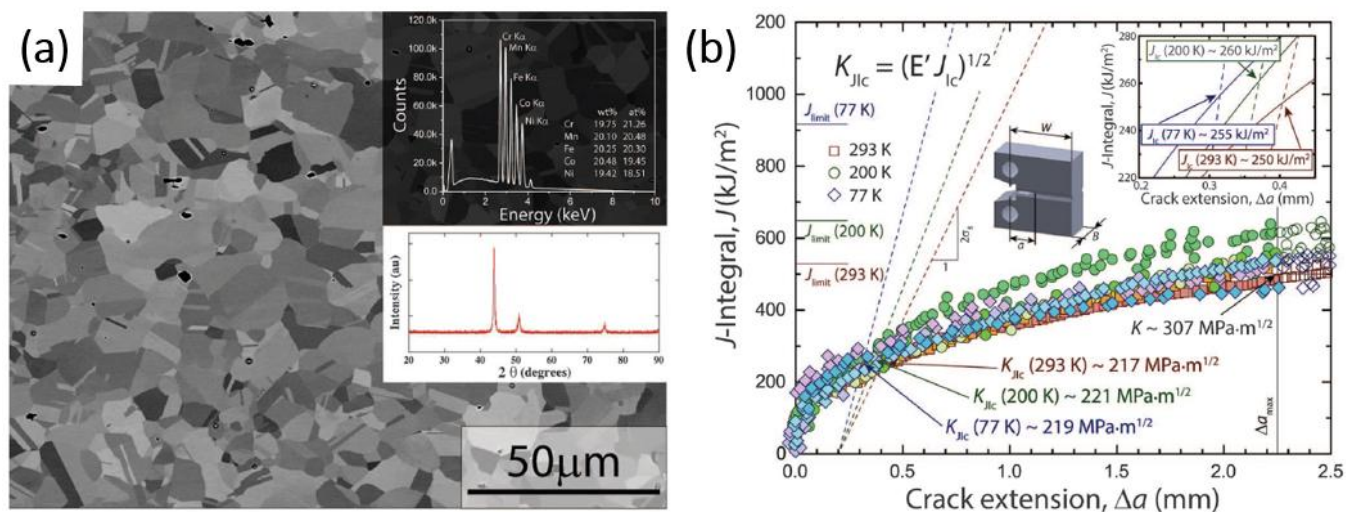 (a)
120.0k
100.0k
80.0k
60.0k
40.0k
20.0k
0.0
Counts
Cr Kα
Mn Kα
Fe Kα
Co Kα
Ni Kα
wt% at%
Cr 19.75 21.26
Mn 20.10 20.48
Fe 20.25 20.30
Co 20.48 19.45
Ni 19.42 18.51
0 2 4 6 8 10
Energy (keV)
Intensity (au)
20 30 40 50 60 70 80 90
2 θ (degrees)
50μm
(b)
J-Integral, J (kJ/m²)
200
1000
800
600
400
200
0
K_JIc = (E' J_Ic)^1/2
J_limit (77 K)
293 K
200 K
77 K
J_limit (200 K)
J_limit (293 K)
W
a
B
2σ_s
1
280
260
240
220
J-Integral, J (kJ/m²)
J_Ic (200 K) ~ 260 kJ/m²
J_Ic (77 K) ~ 255 kJ/m²
J_Ic (293 K) ~ 250 kJ/m²
0.2 0.3 0.4
Crack extension, Δa (mm)
K ~ 307 MPa·m^1/2
K_JIc (293 K) ~ 217 MPa·m^1/2
K_JIc (200 K) ~ 221 MPa·m^1/2
K_JIc (77 K) ~ 219 MPa·m^1/2
Δa_max
0.0 0.5 1.0 1.5 2.0 2.5
Crack extension, Δa (mm)